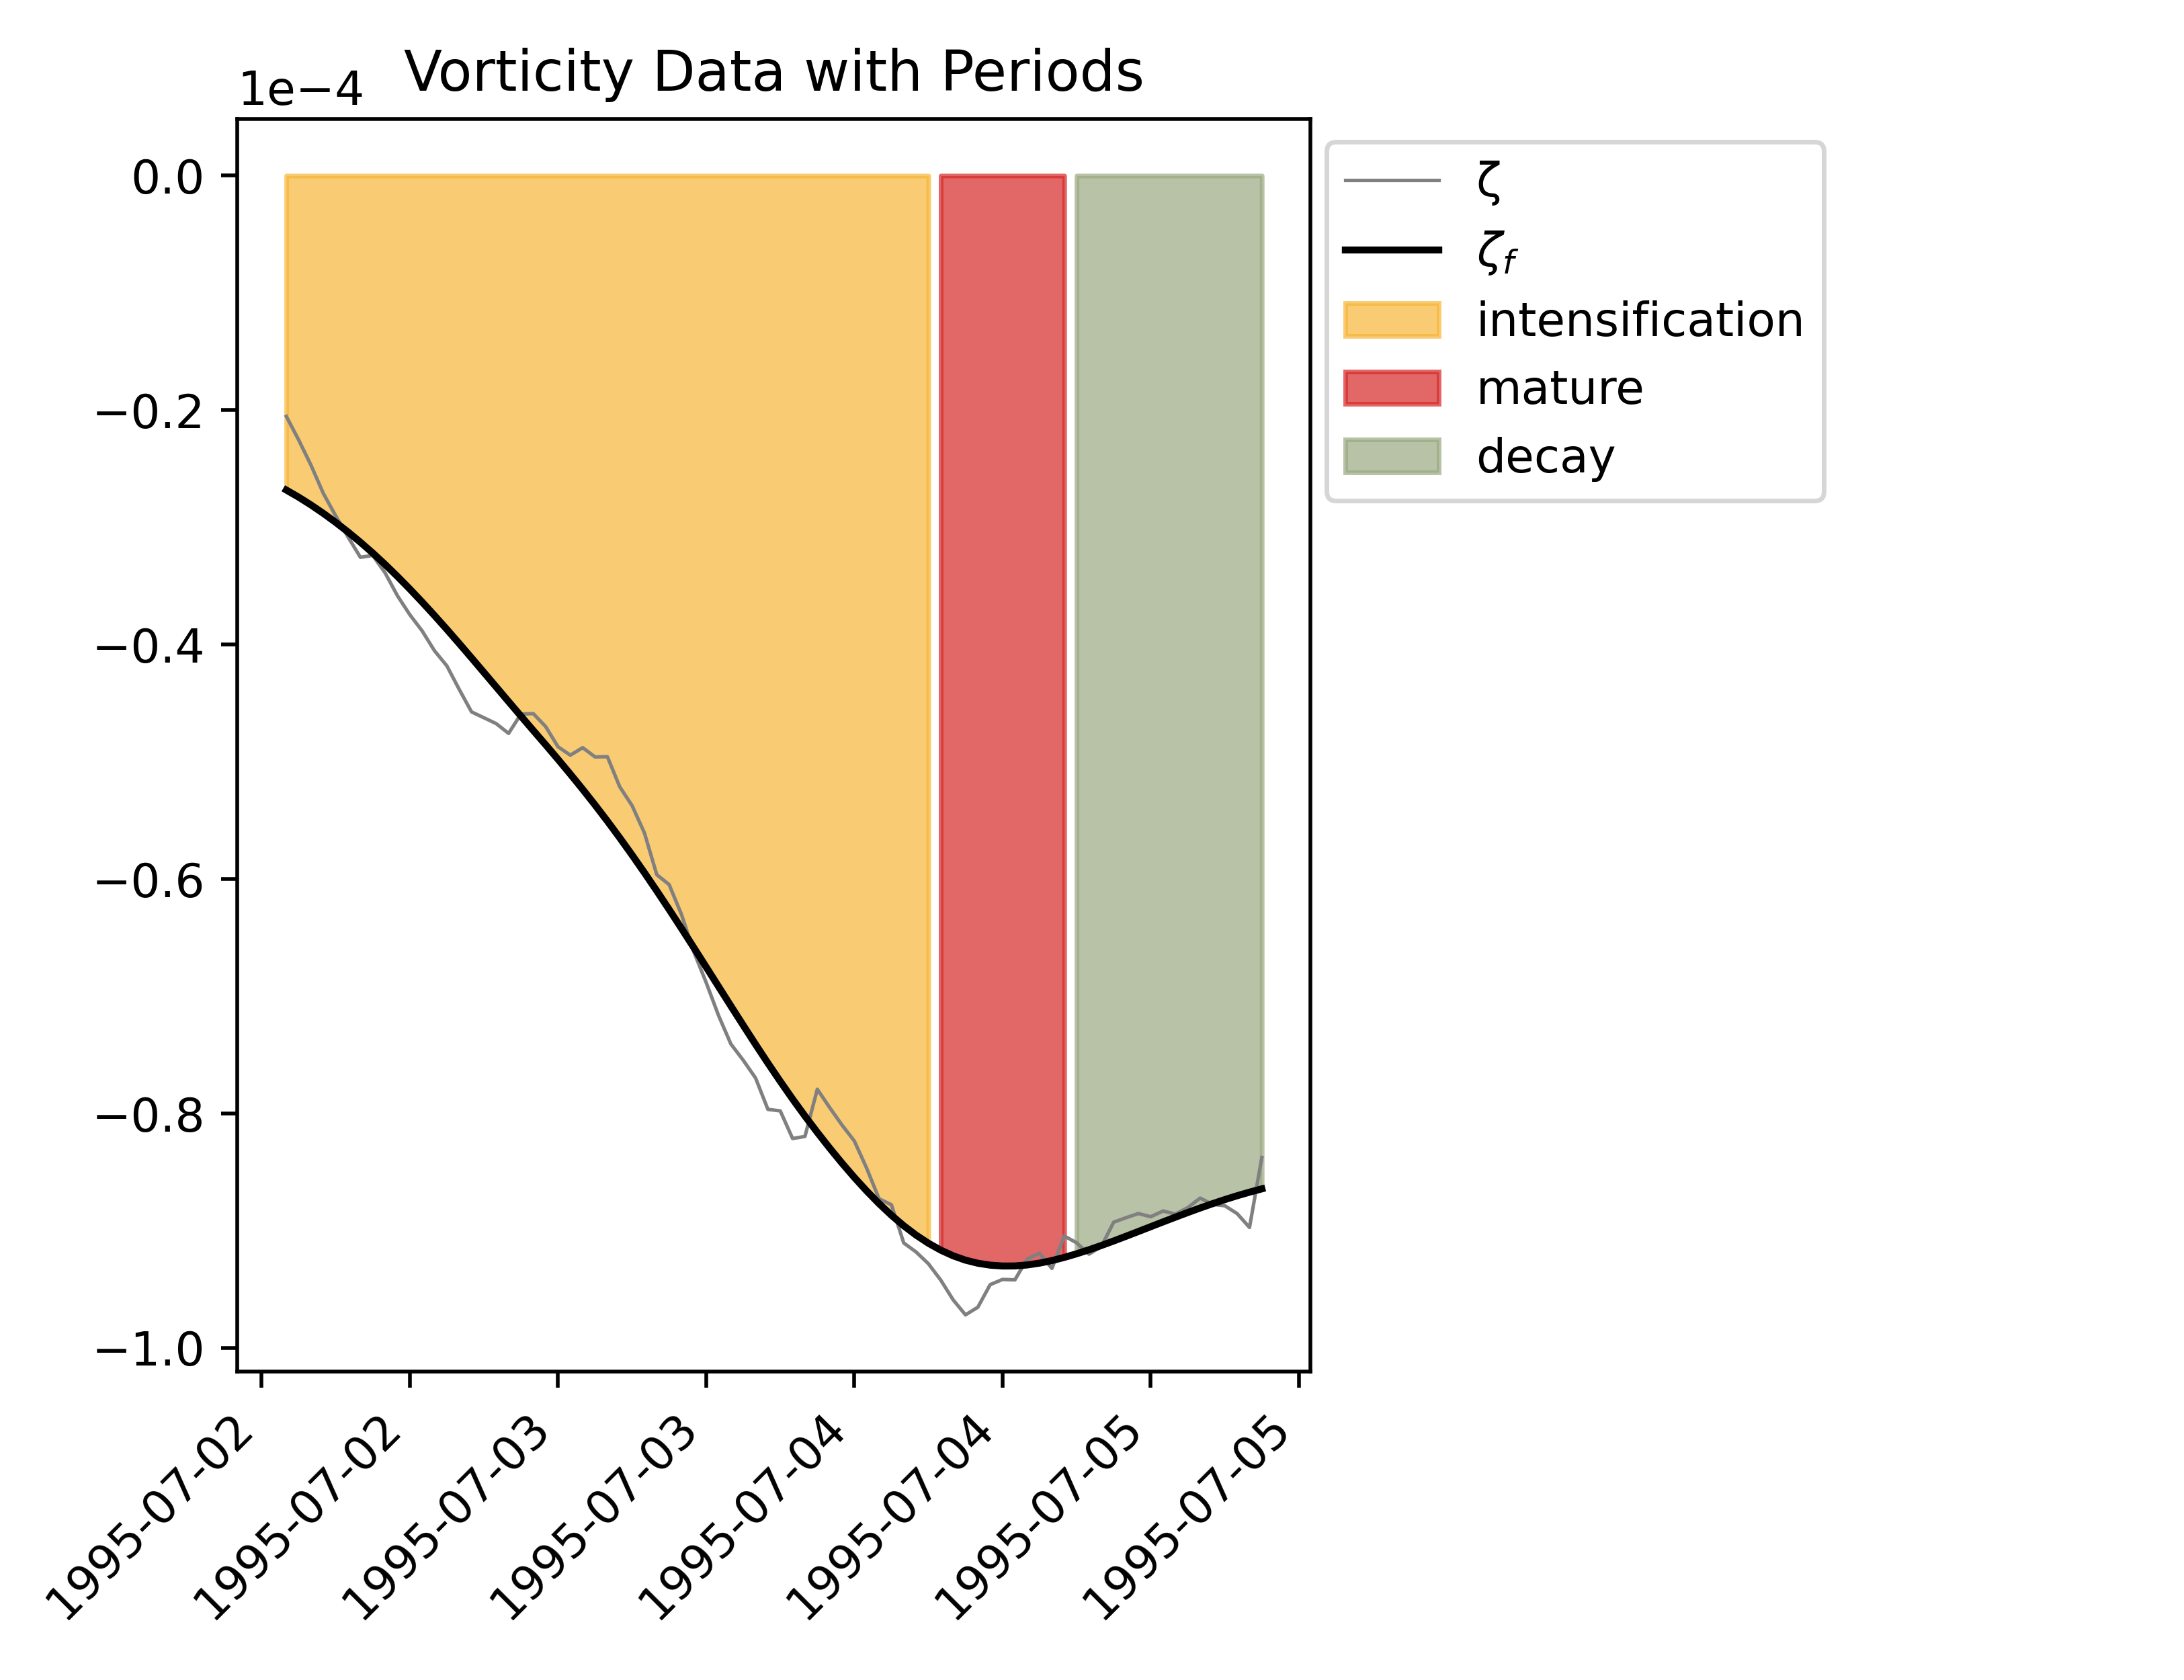 Vorticity Data with Periods
1e−4
0.0
−0.2
−0.4
−0.6
−0.8
−1.0
1995-07-02
1995-07-02
1995-07-03
1995-07-03
1995-07-04
1995-07-04
1995-07-05
1995-07-05
ζ
ζf
intensification
mature
decay